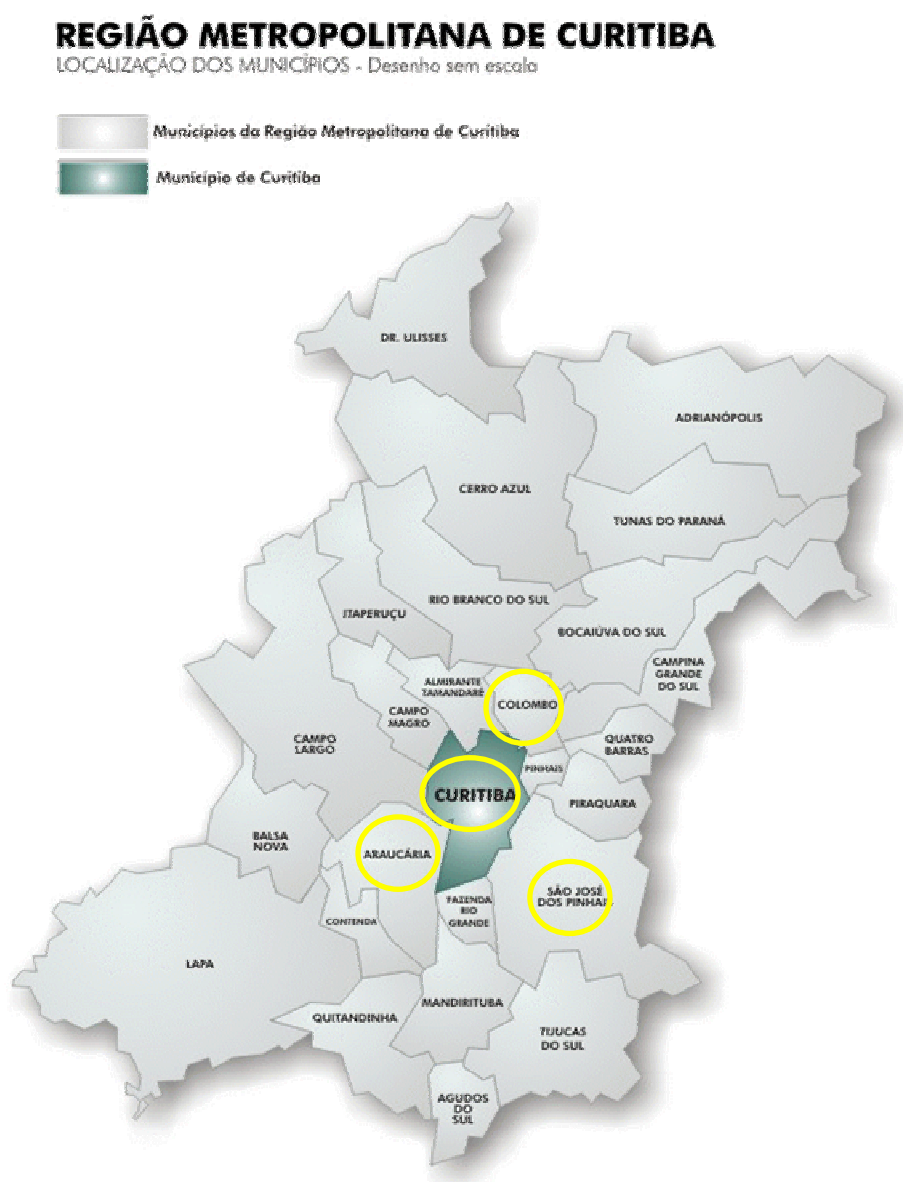 REGIÃO METROPOLITANA DE CURITIBA
LOCALIZAÇÃO DOS MUNICÍPIOS - Desenho sem escala
Municípios da Região Metropolitana de Curitiba
Município de Curitiba
DR. ULISSES
ADRIANÓPOLIS
CERRO AZUL
TUNAS DO PARANÁ
RIO BRANCO DO SUL
ITAPERUÇU
BOCAIÚVA DO SUL
CAMPINA
GRANDE
DO SUL
ALMIRANTE
TAMANDARÉ
COLOMBO
CAMPO
MAGRO
CAMPO
LARGO
QUATRO
BARRAS
PINHAIS
CURITIBA
PIRAQUARA
BALSA
NOVA
ARAUCÁRIA
SÃO JOSÉ
DOS PINHAIS
FAZENDA
RIO
GRANDE
CONTENDA
LAPA
MANDIRITUBA
QUITANDINHA
TIJUCAS
DO SUL
AGUDOS
DO
SUL